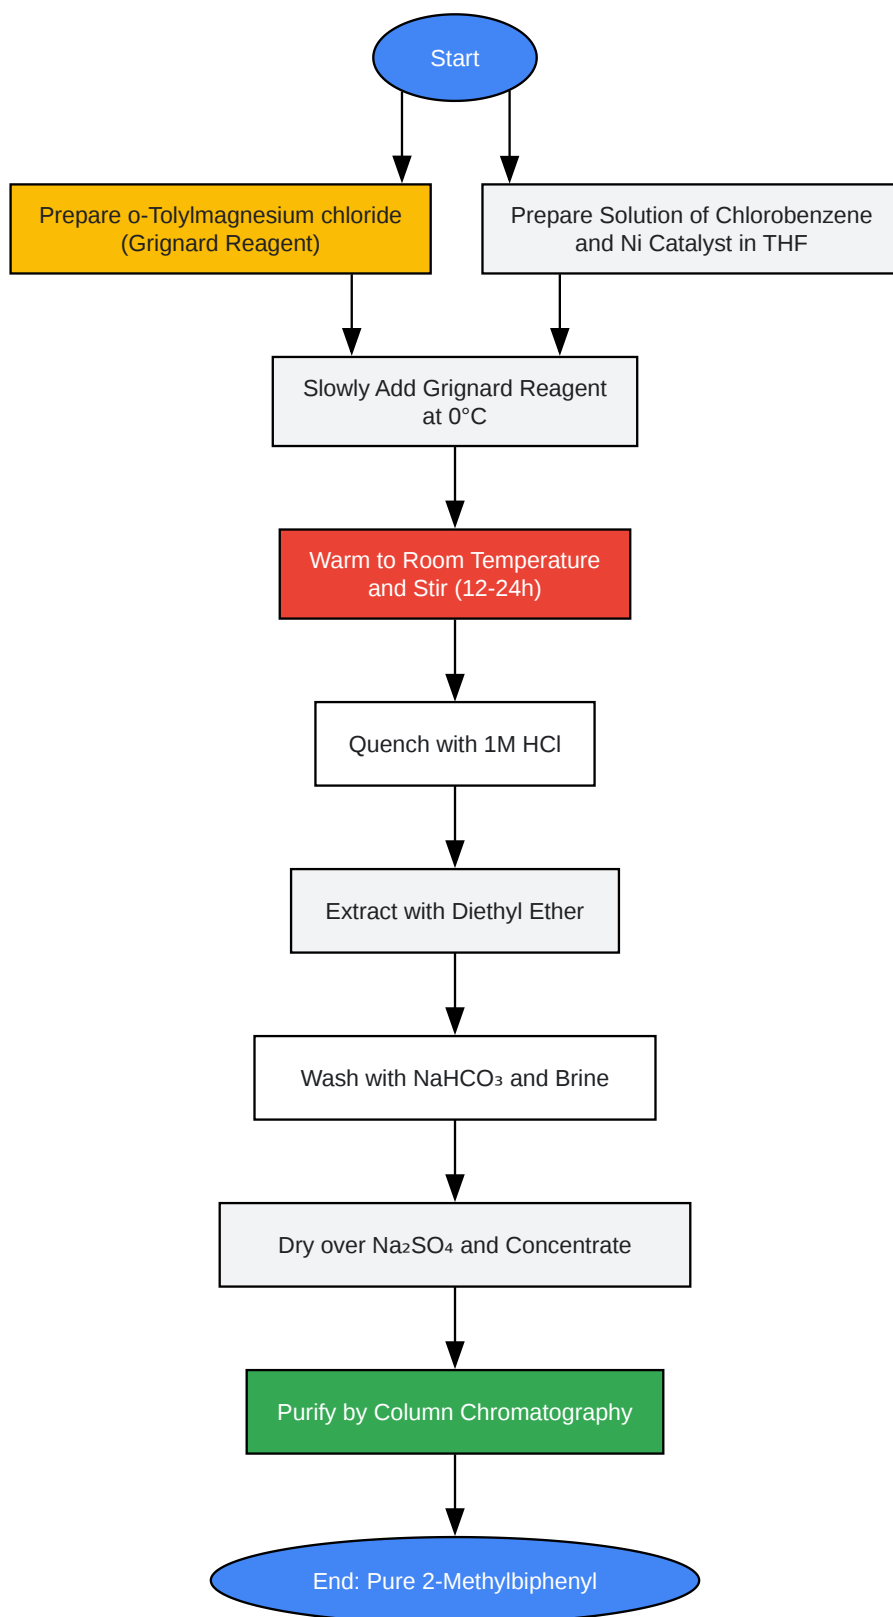 Start
Prepare o-Tolylmagnesium chloride
(Grignard Reagent)
Prepare Solution of Chlorobenzene
and Ni Catalyst in THF
Slowly Add Grignard Reagent
at 0°C
Warm to Room Temperature
and Stir (12-24h)
Quench with 1M HCl
Extract with Diethyl Ether
Wash with NaHCO₃ and Brine
Dry over Na₂SO₄ and Concentrate
Purify by Column Chromatography
End: Pure 2-Methylbiphenyl